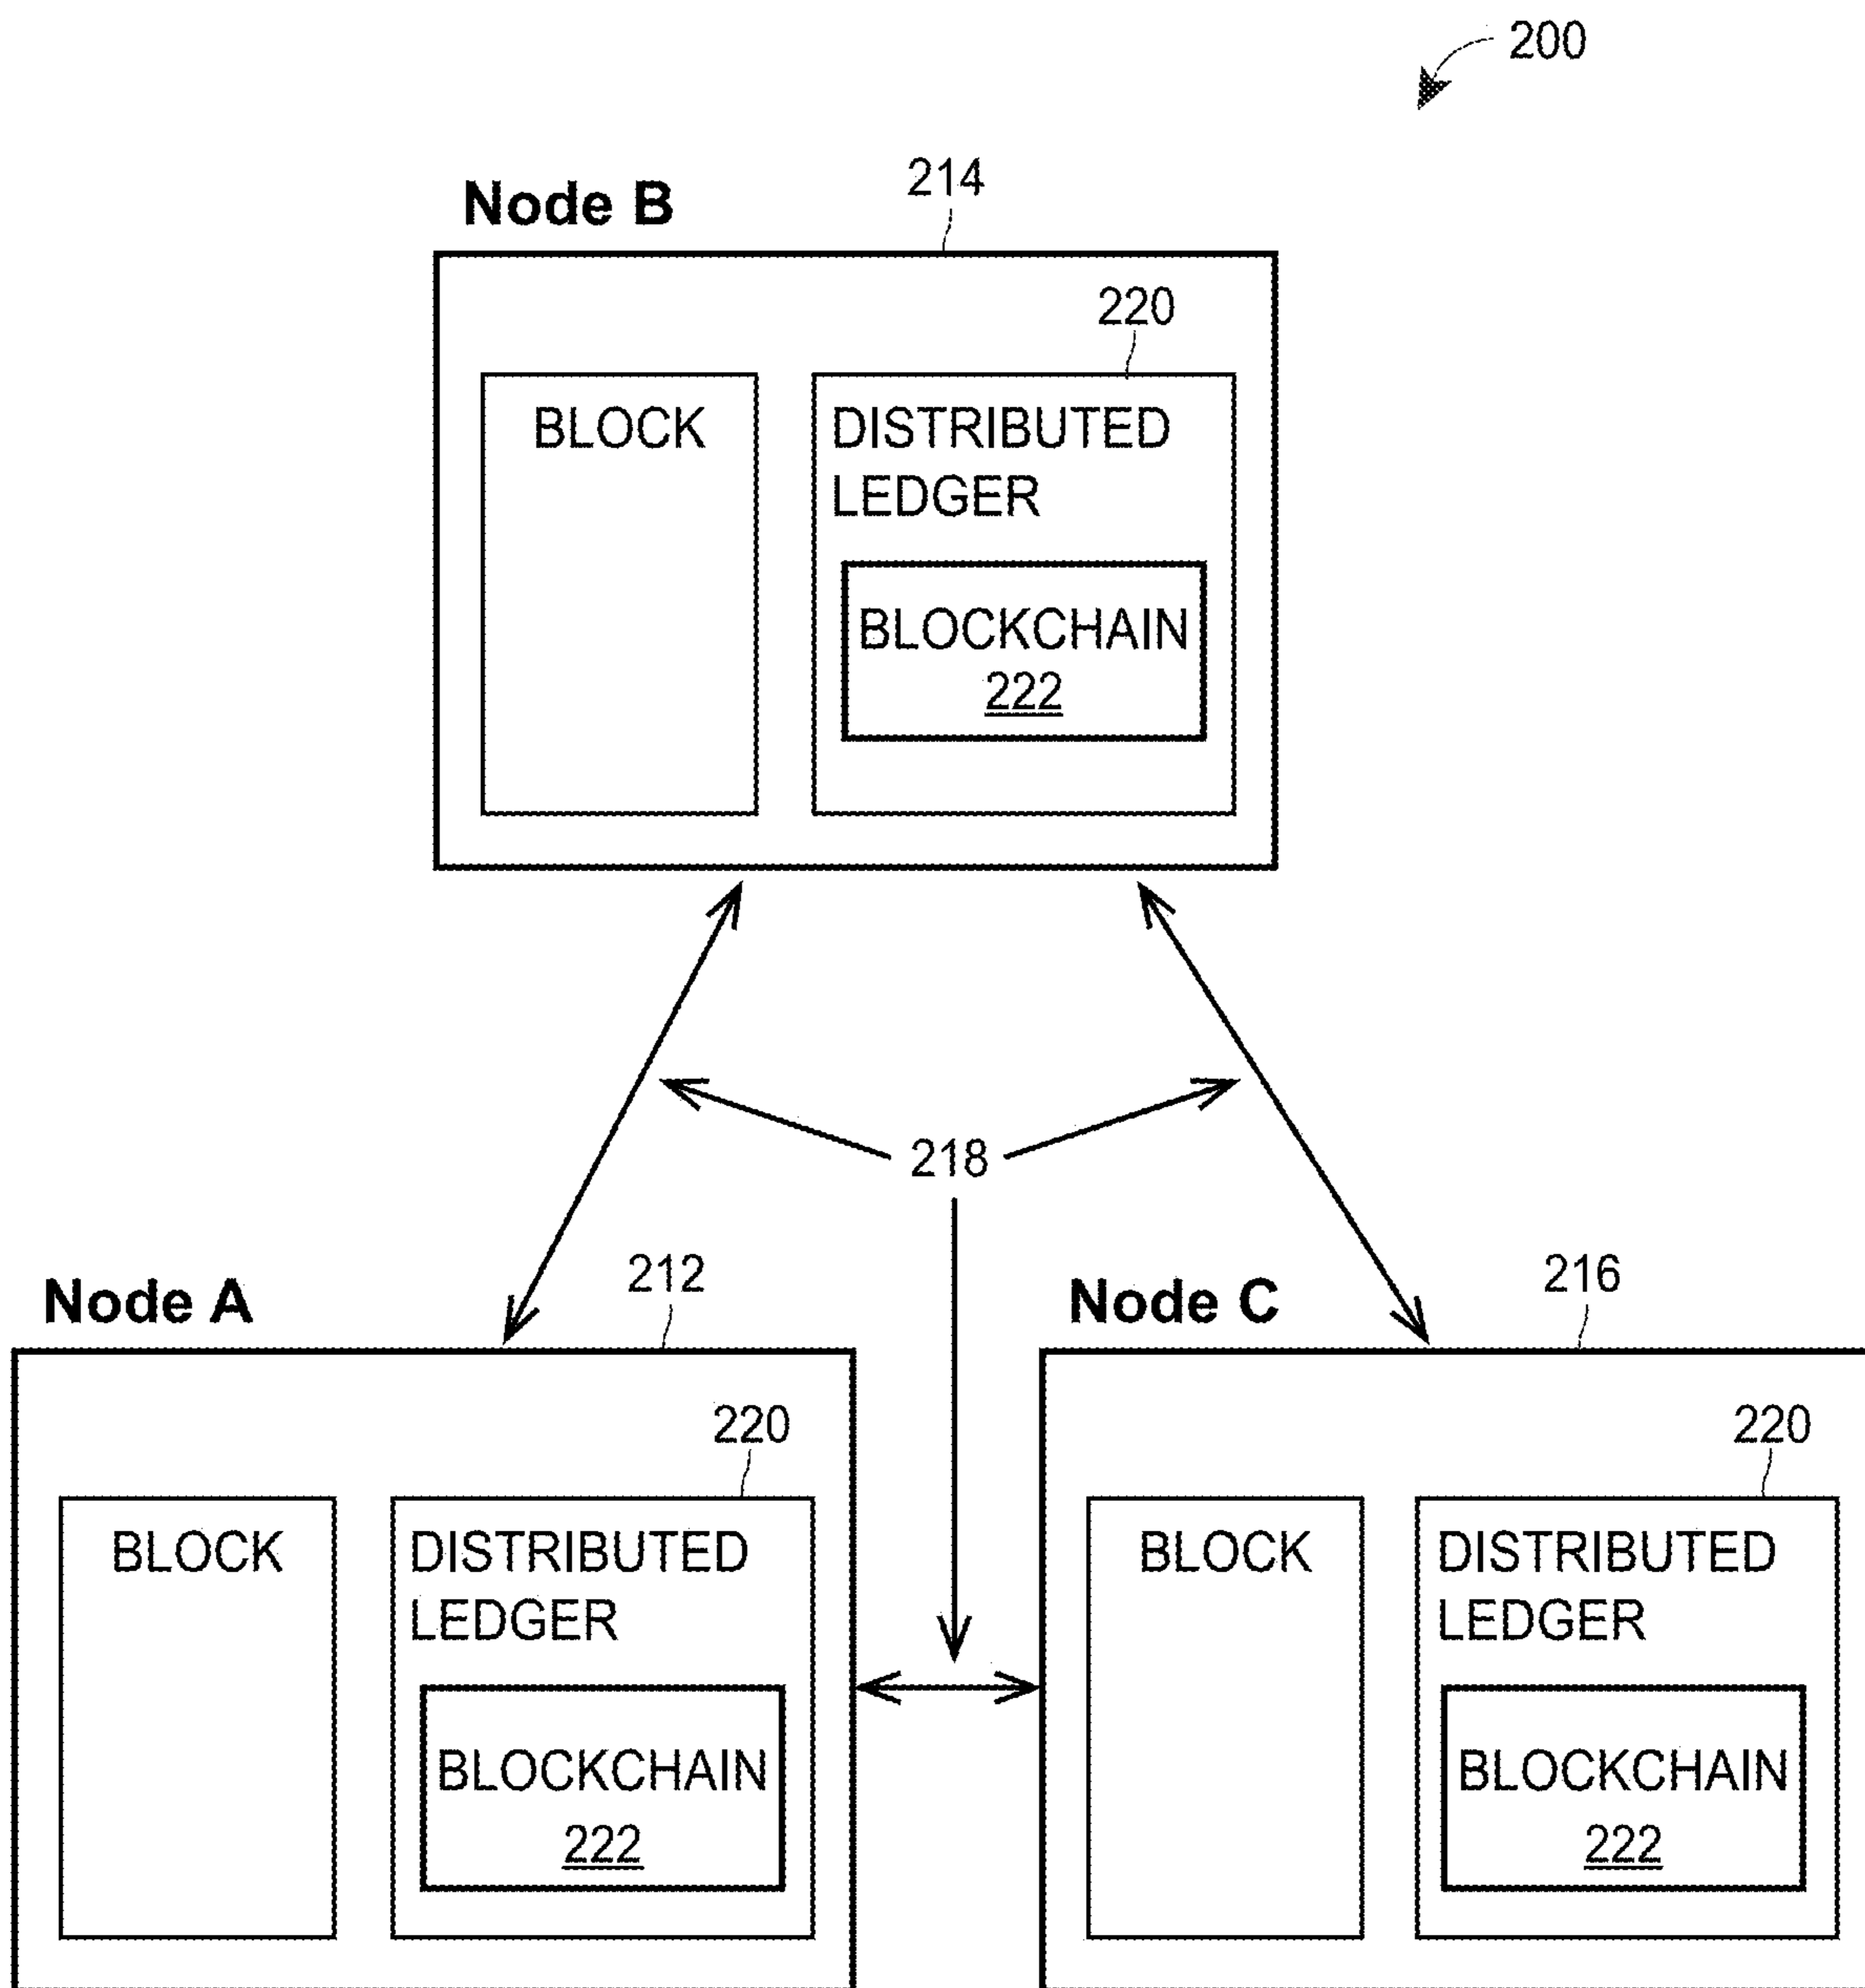 200
Node B
214
220
BLOCK
DISTRIBUTED
LEDGER
BLOCKCHAIN
222
218
Node A
212
220
BLOCK
DISTRIBUTED
LEDGER
BLOCKCHAIN
222
Node C
216
220
BLOCK
DISTRIBUTED
LEDGER
BLOCKCHAIN
222